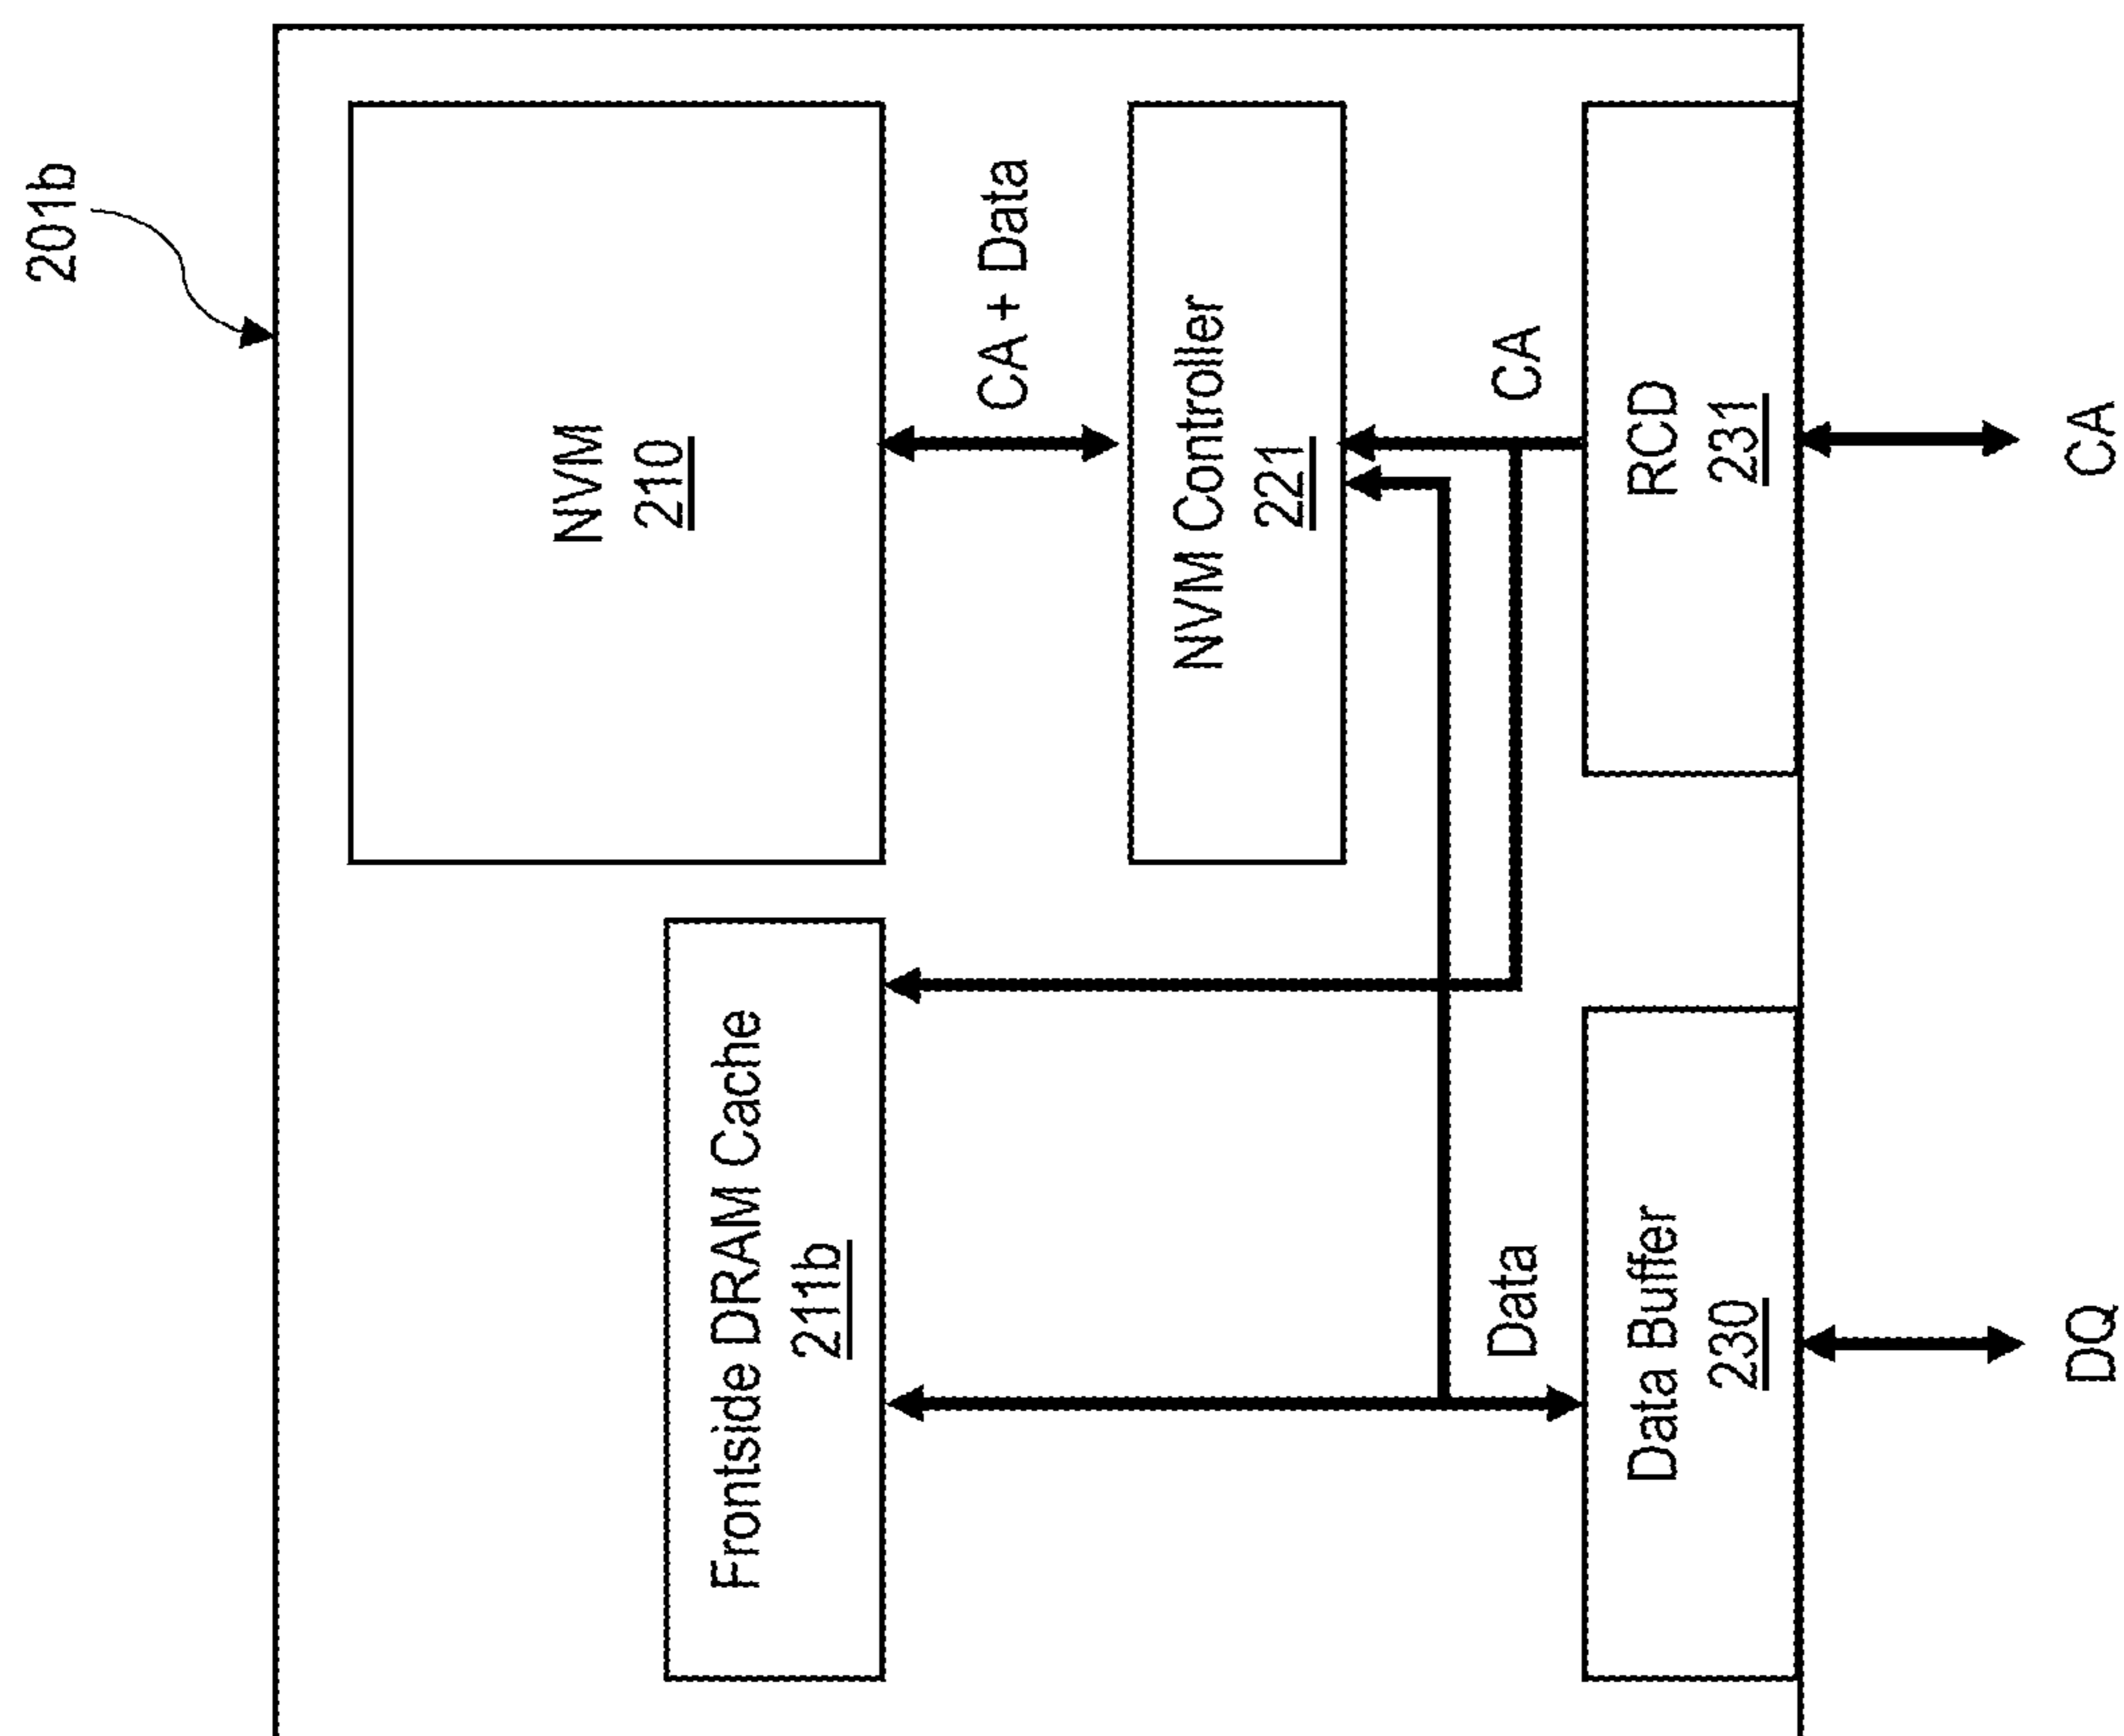 201b
NVM
210
CA + Data
NVM Controller
221
CA
RCD
231
CA
Frontside DRAM Cache
211b
Data
Data Buffer
230
DQ